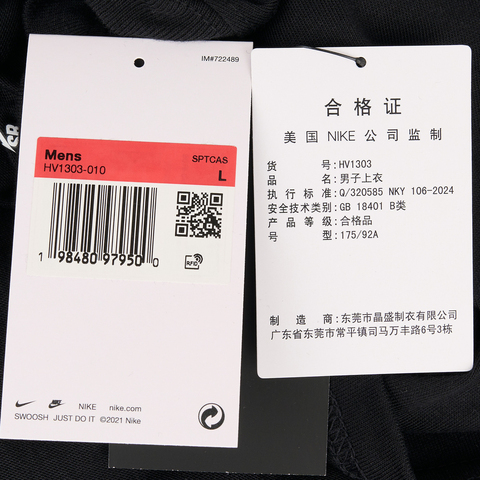 IM#722489
SPTCAS
Mens
HV1303-010
L
1 98480 97950 0
RFID
NIKE nike.com
SWOOSH JUST DO IT ©2021 Nike
合格证
美国 NIKE 公司监制
货号:HV1303
品名:男子上衣
执行标准:Q/320585 NKY 106-2024
安全技术类别:GB 18401 B类
产品等级:合格品
号型:175/92A
制造商:东莞市晶盛制衣有限公司
广东省东莞市常平镇司马万丰路6号3栋